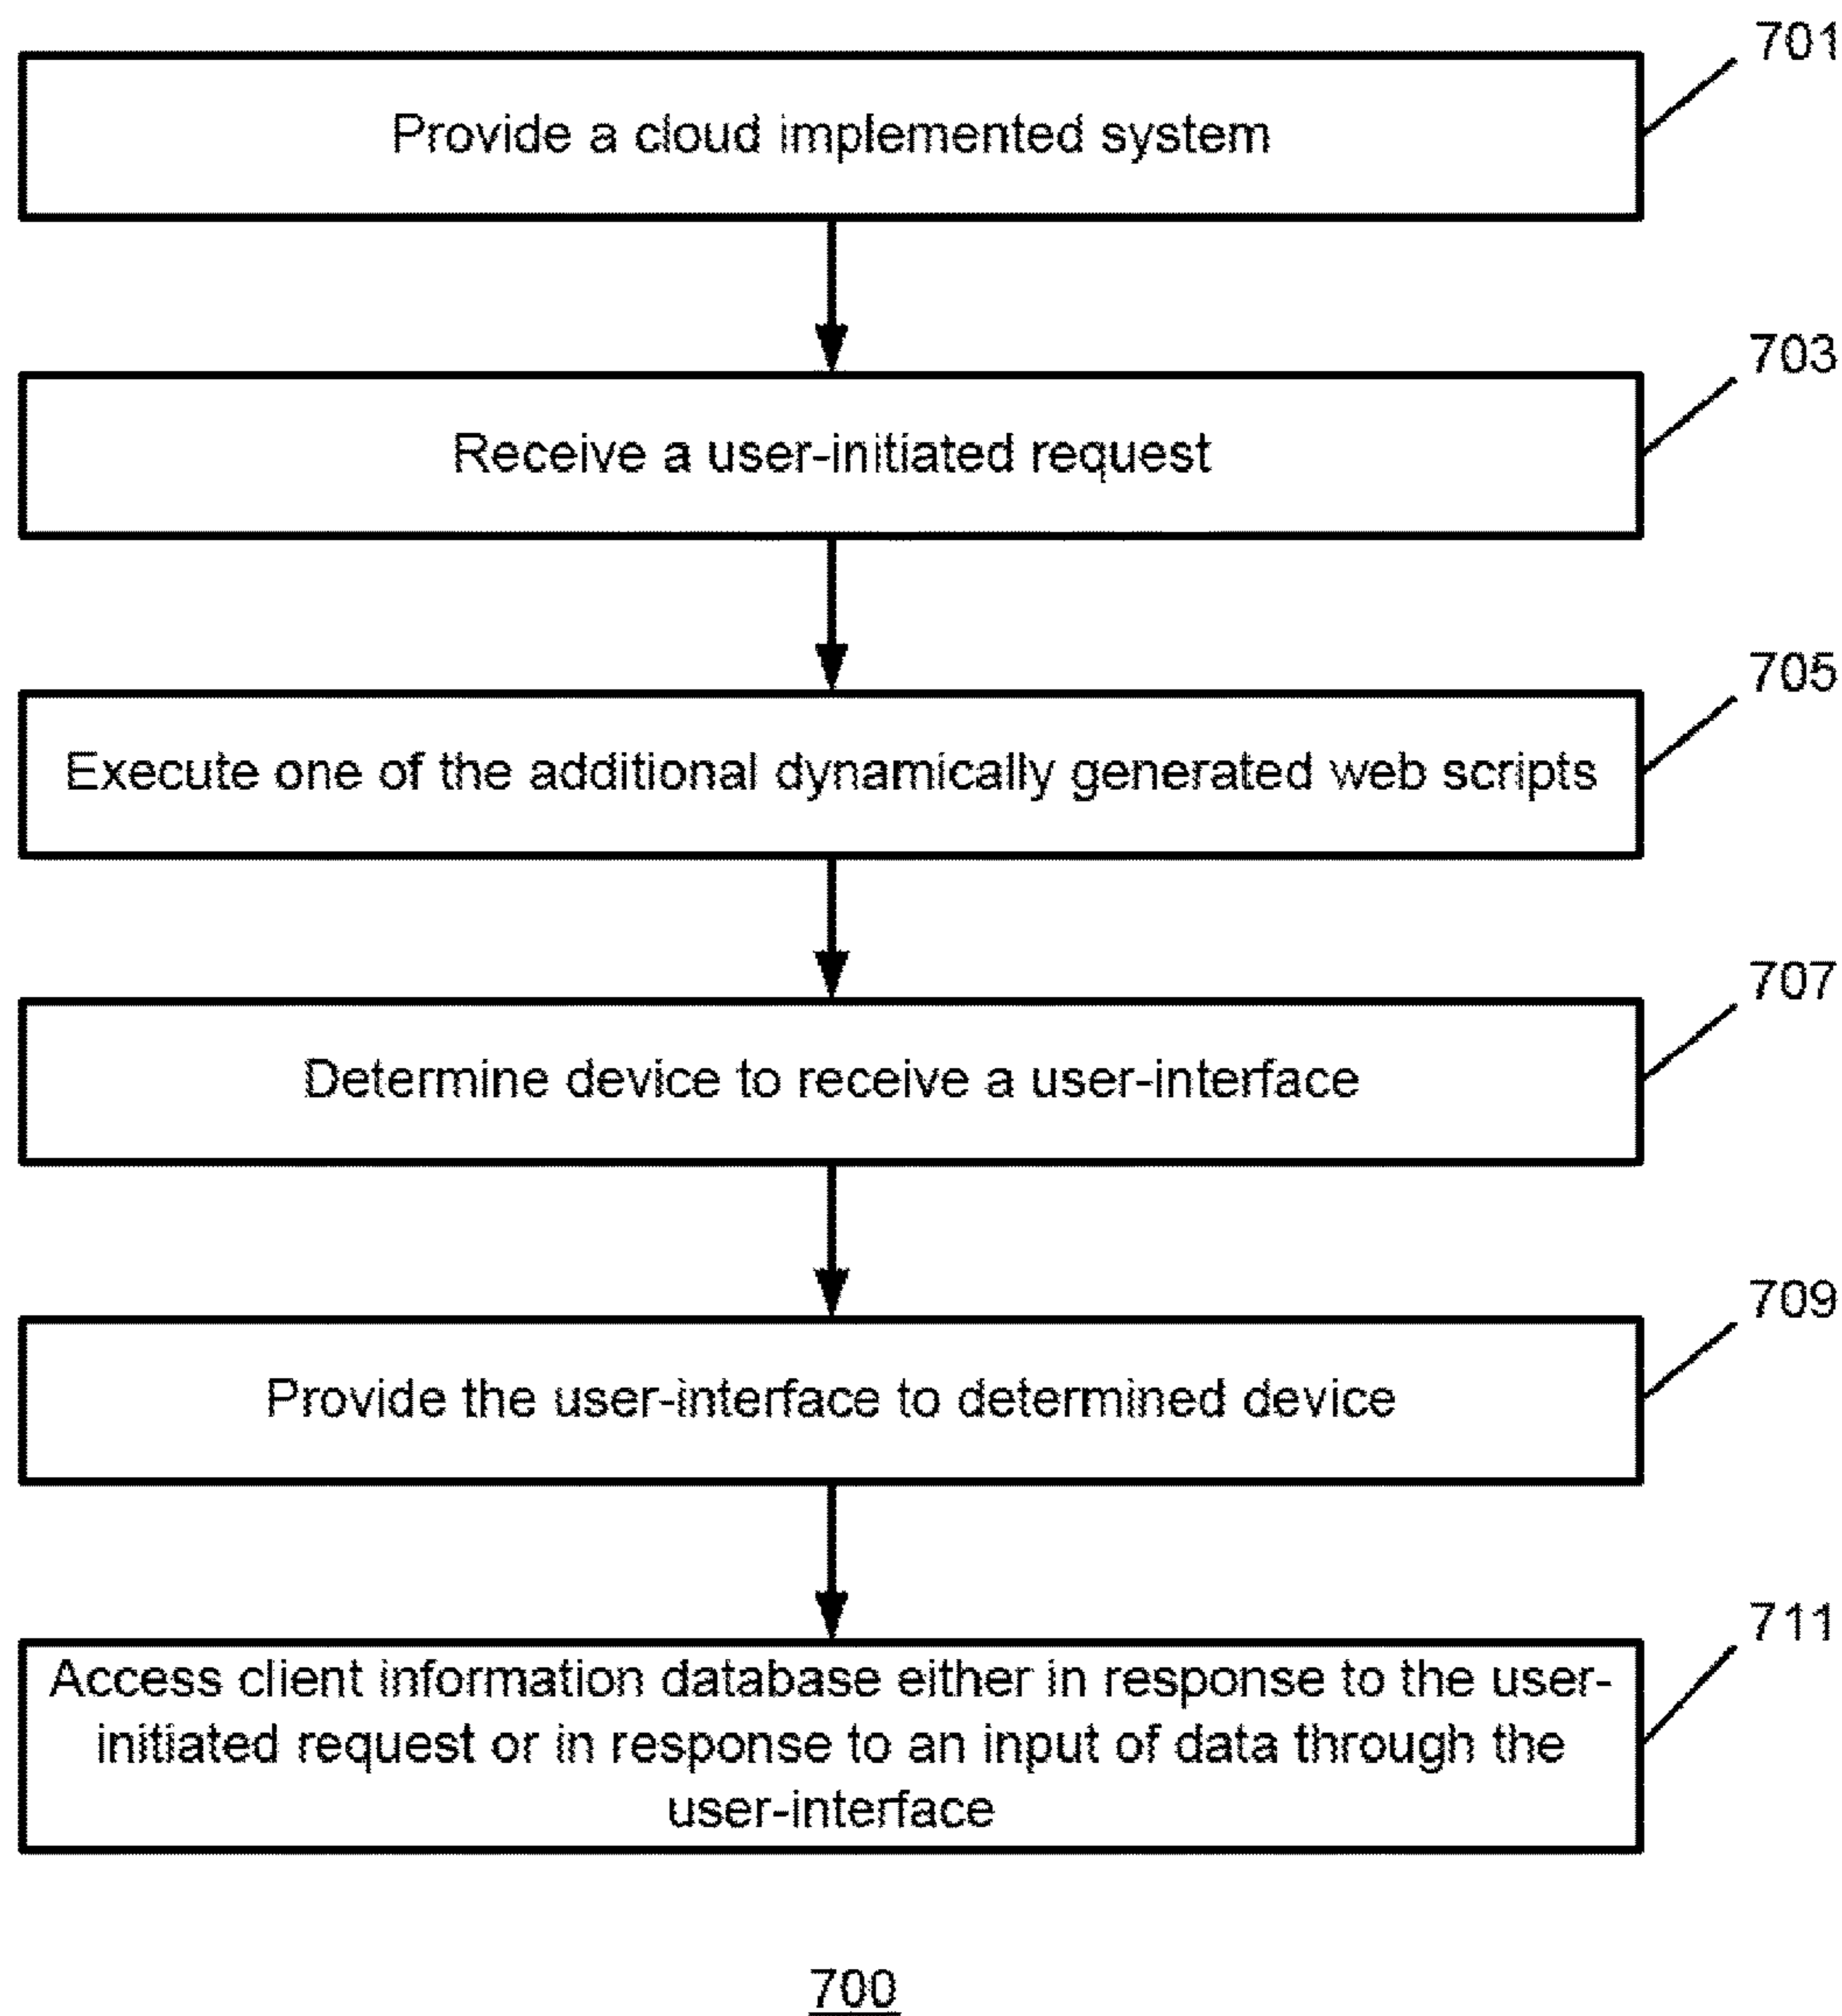 701
Provide a cloud implemented system
703
Receive a user-initiated request
705
Execute one of the additional dynamically generated web scripts
707
Determine device to receive a user-interface
709
Provide the user-interface to determined device
711
Access client information database either in response to the user-
initiated request or in response to an input of data through the
user-interface
700